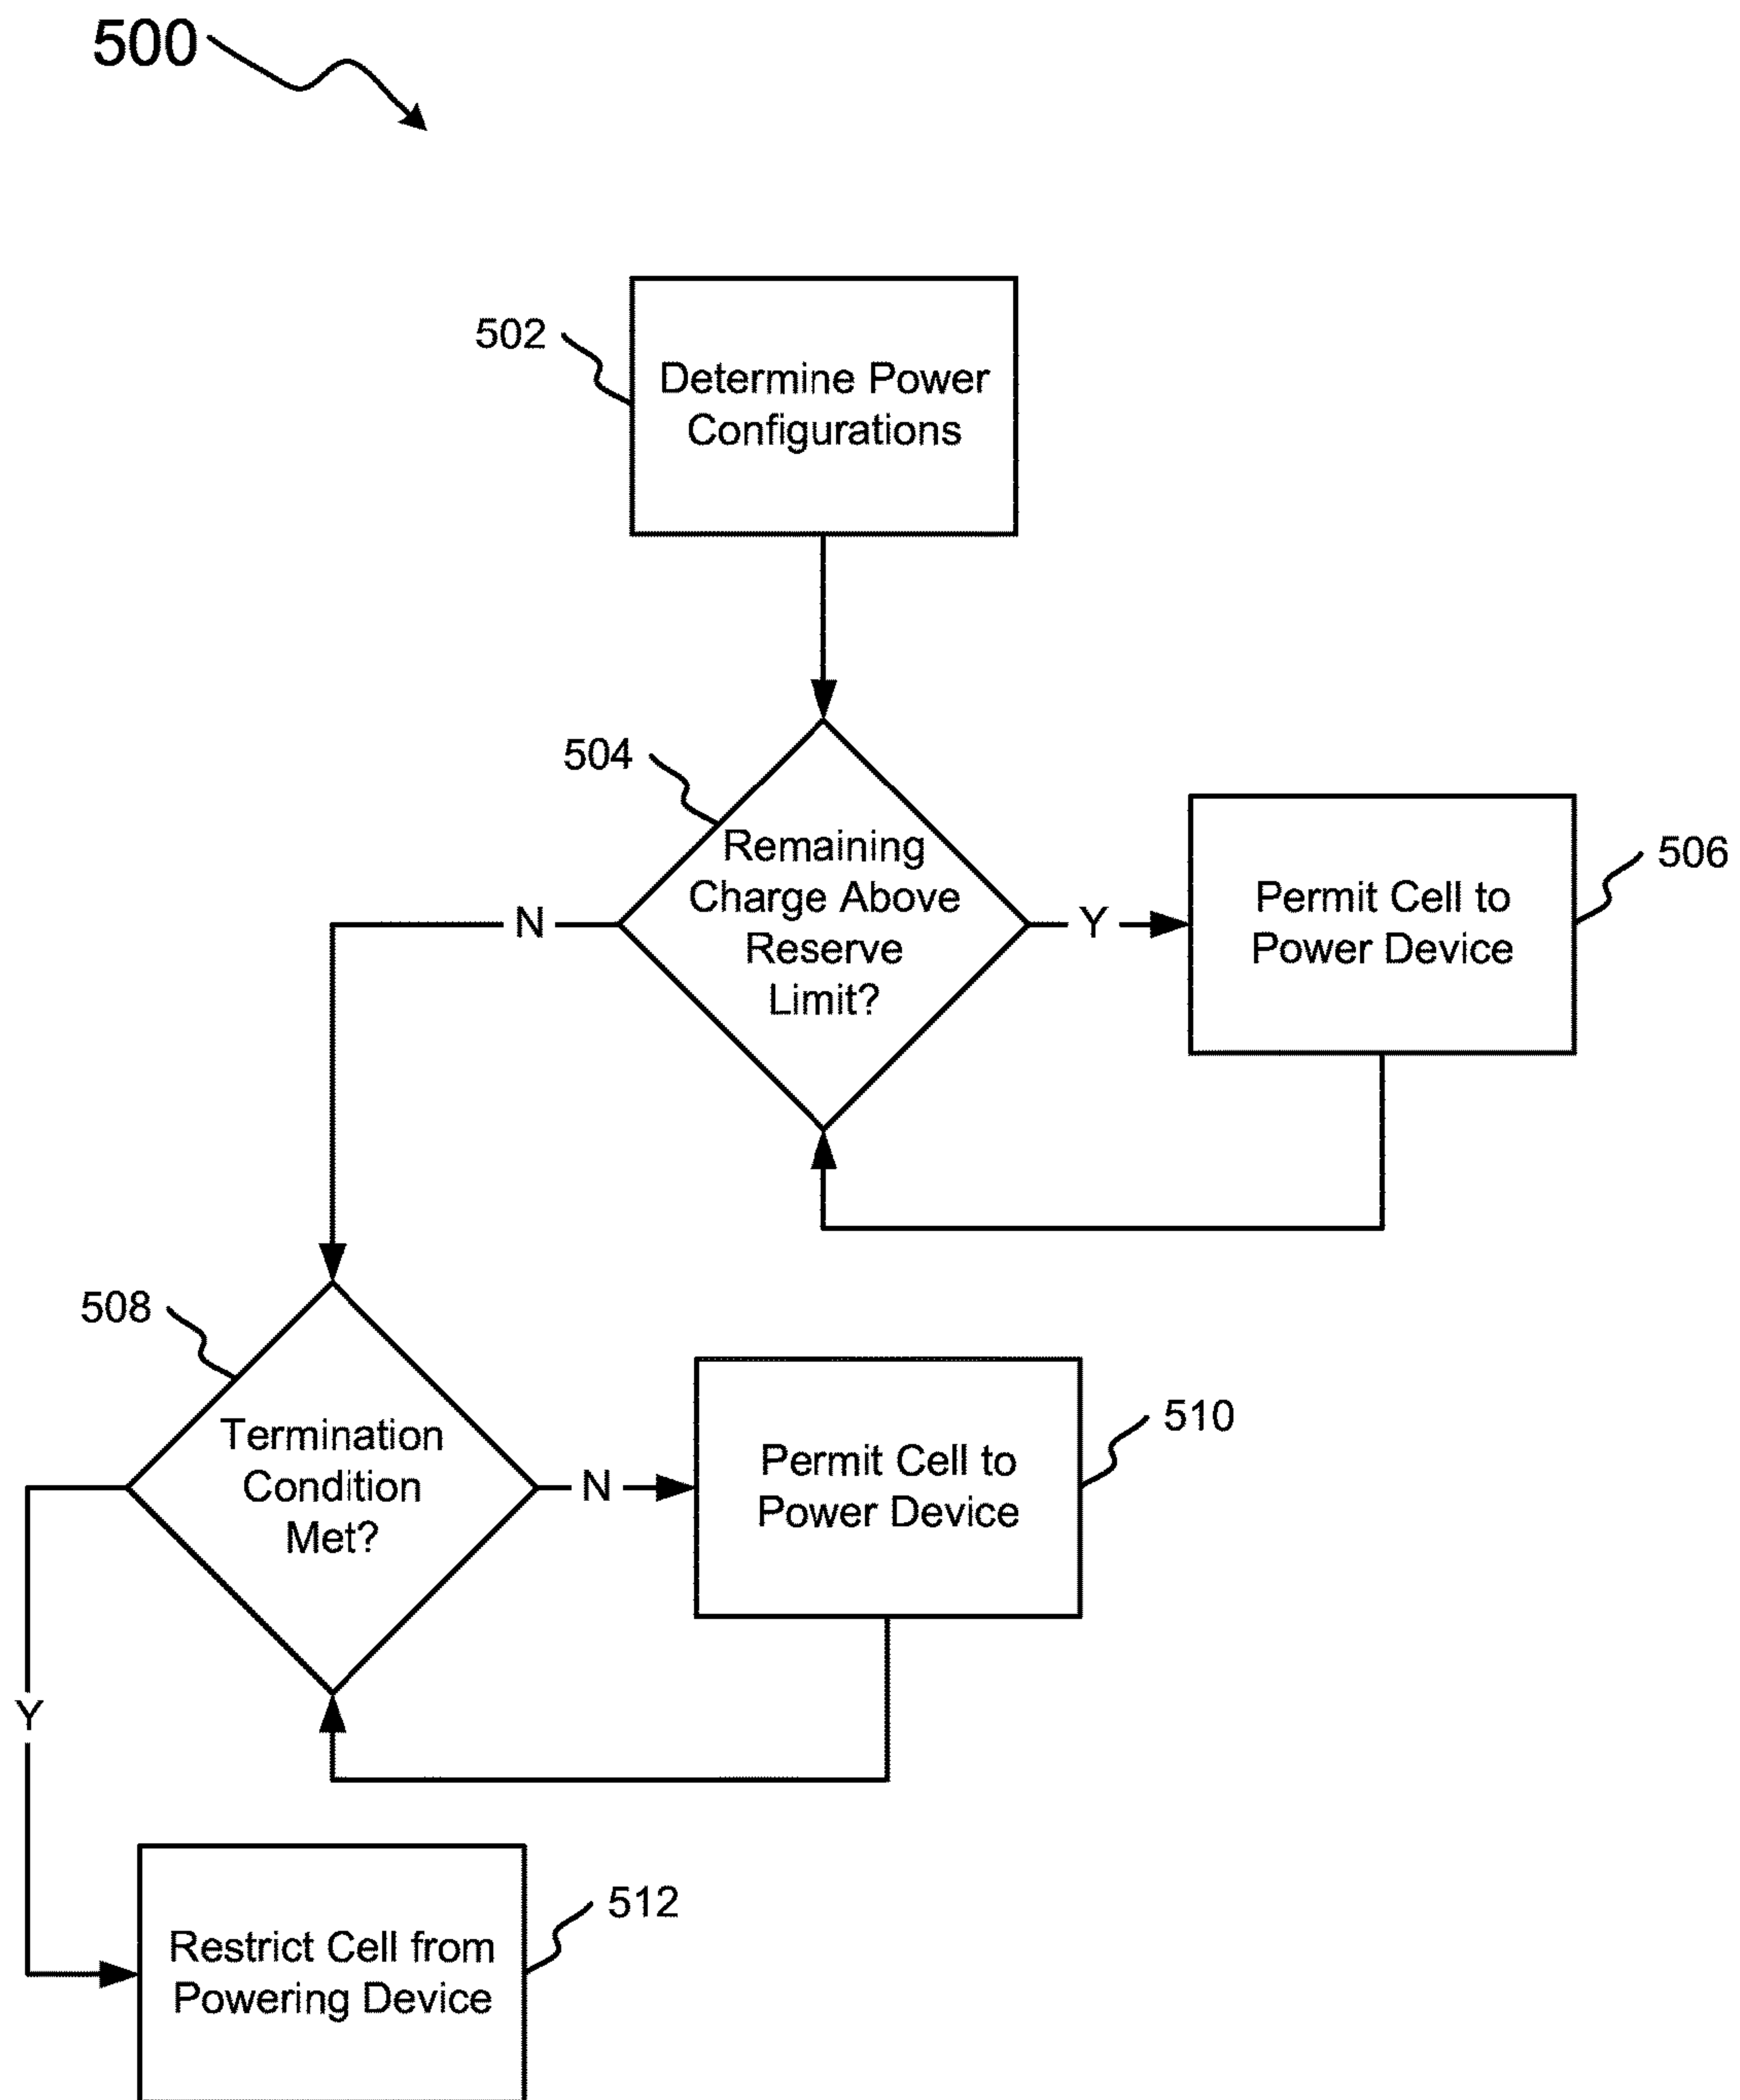 500
502
Determine Power
Configurations
504
Remaining
Charge Above
Reserve
Limit?
N
Y
Permit Cell to
Power Device
506
508
Termination
Condition
Met?
N
Permit Cell to
Power Device
510
Y
Restrict Cell from
Powering Device
512